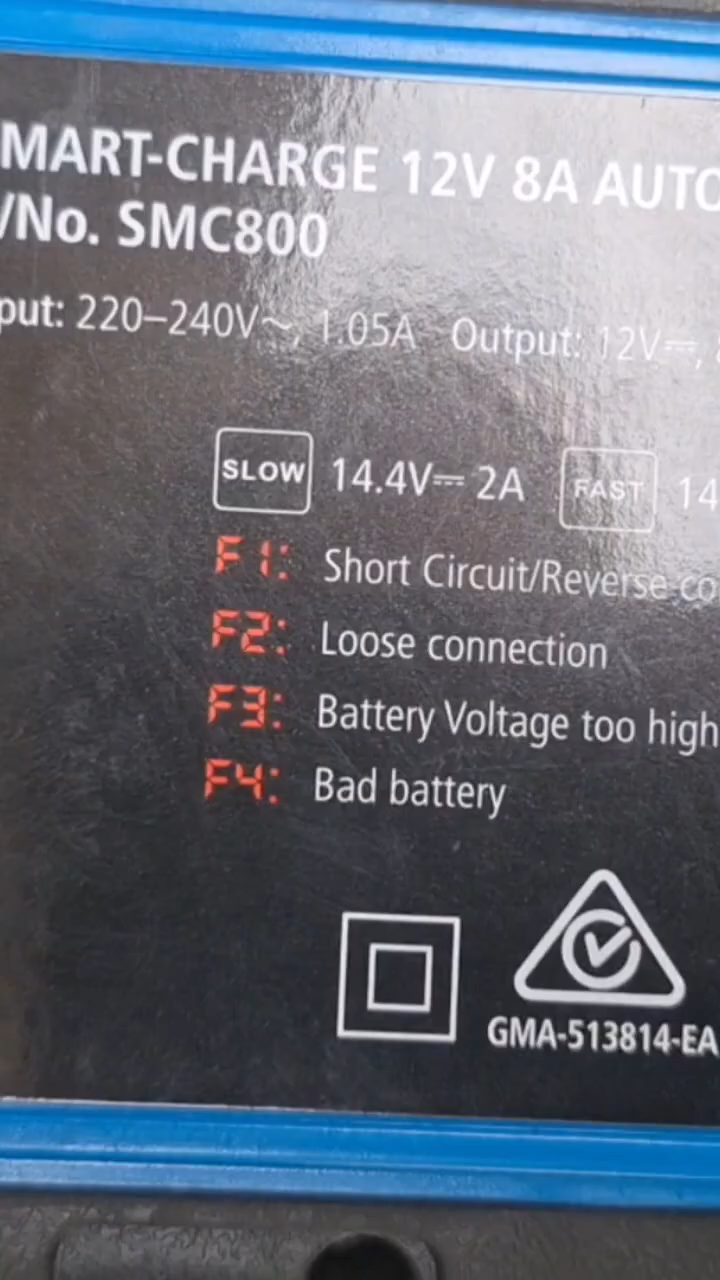 MART-CHARGE 12V 8A AUTO
/No. SMC800
put: 220–240V~, 1.05A Output: 12V⎓,
SLOW 14.4V⎓ 2A FAST 14
F1: Short Circuit/Reverse co
F2: Loose connection
F3: Battery Voltage too high
F4: Bad battery
GMA-513814-EA